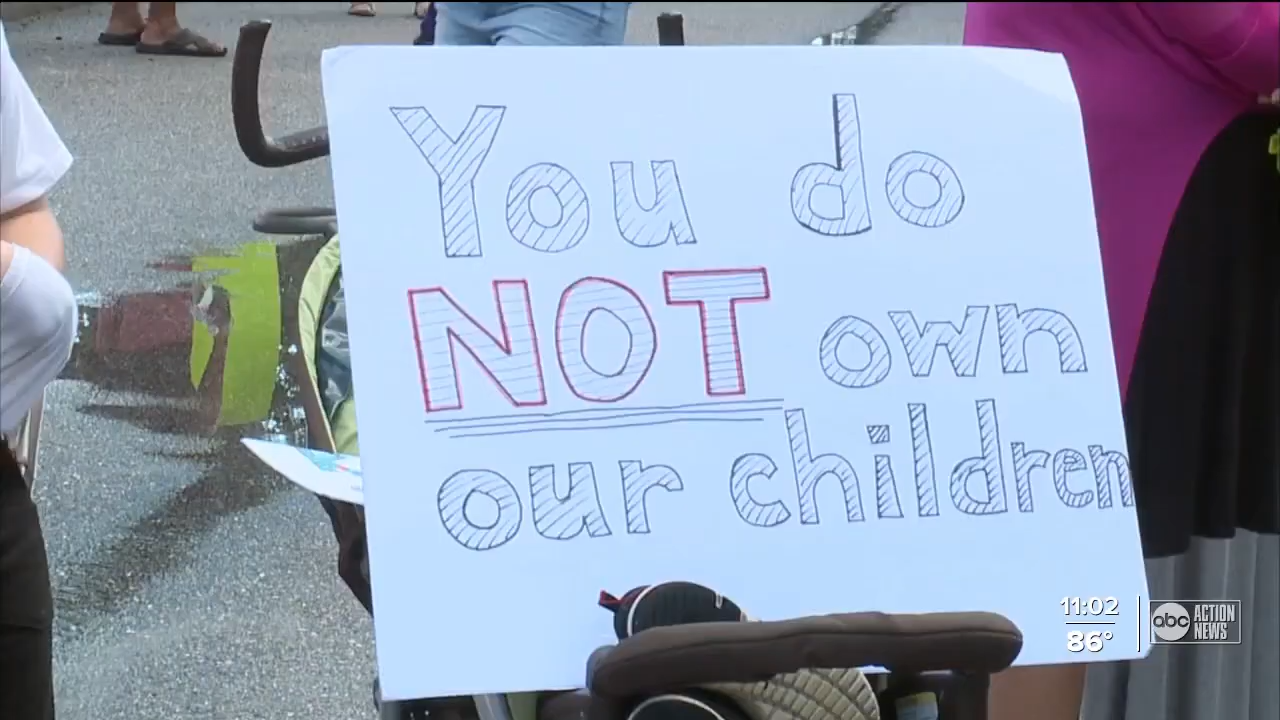 You do
NOT own
our children
11:02
86°
abc
ACTION
NEWS